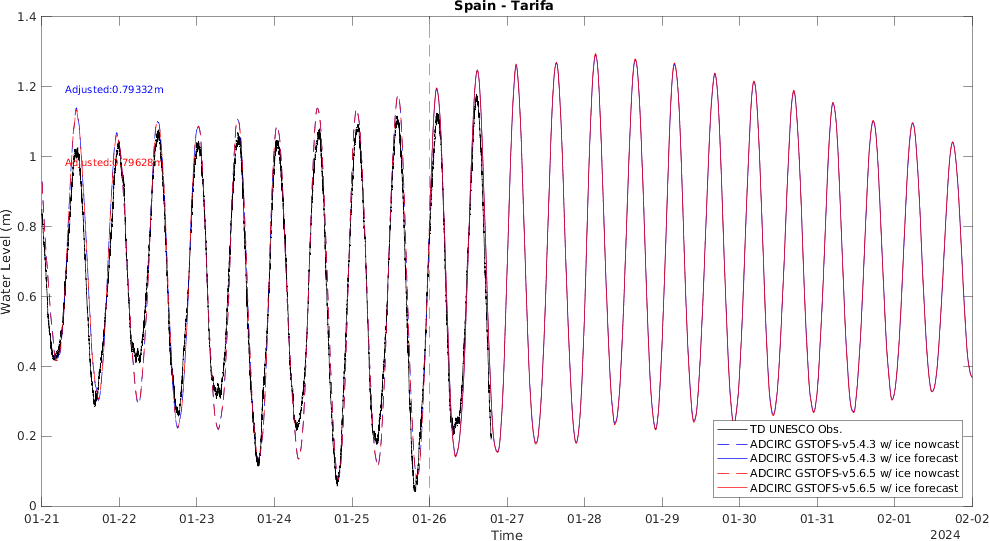 Spain - Tarifa
1.4
1.2
1
0.8
0.6
0.4
0.2
0
Water Level (m)
Adjusted:0.79332m
Adjusted:0.79628m
TD UNESCO Obs.
ADCIRC GSTOFS-v5.4.3 w/ ice nowcast
ADCIRC GSTOFS-v5.4.3 w/ ice forecast
ADCIRC GSTOFS-v5.6.5 w/ ice nowcast
ADCIRC GSTOFS-v5.6.5 w/ ice forecast
01-21 01-22 01-23 01-24 01-25 01-26 01-27 01-28 01-29 01-30 01-31 02-01 02-02
Time
2024